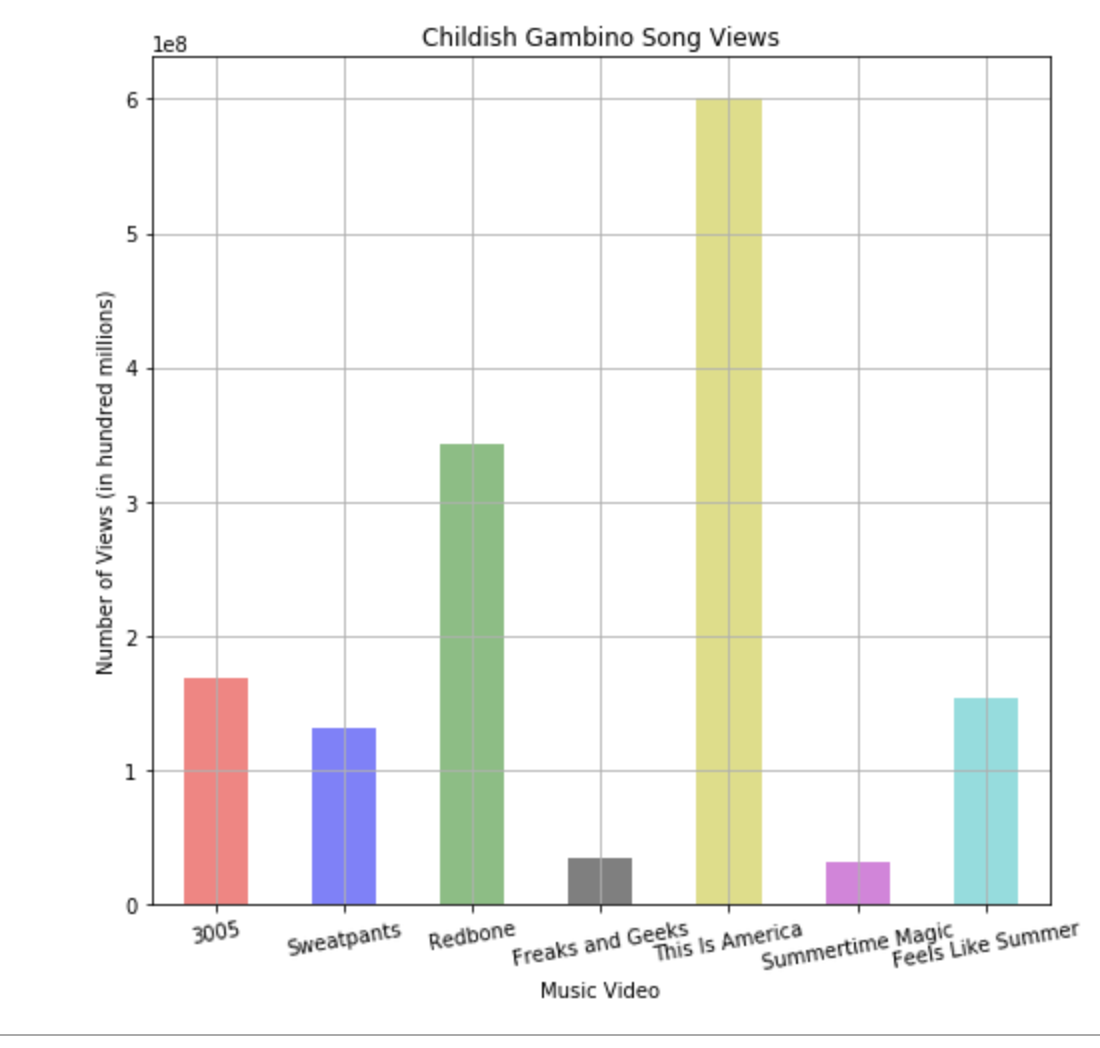 Childish Gambino Song Views
1e8
6
5
4
3
2
1
0
Number of Views (in hundred millions)
3005
Sweatpants
Redbone
Freaks and Geeks
This Is America
Summertime Magic
Feels Like Summer
Music Video